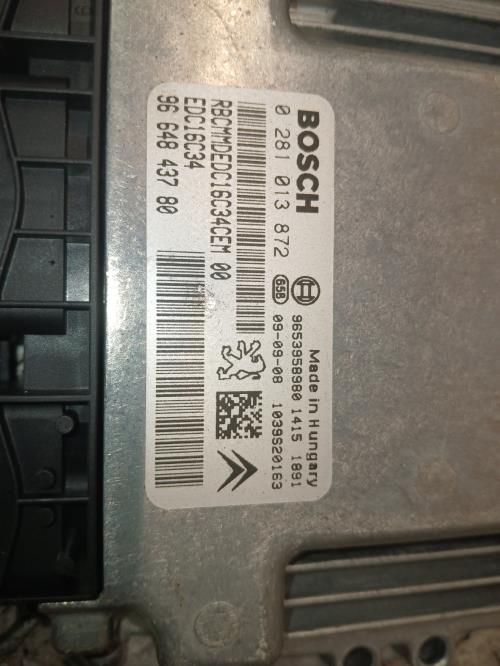 BOSCH
0 281 013 872
RBCMMDEDC16C34CEM 00
EDC16C34
96 648 437 80
Made in Hungary
9653958980 1415 1891
65B 09-09-08 1039S20163